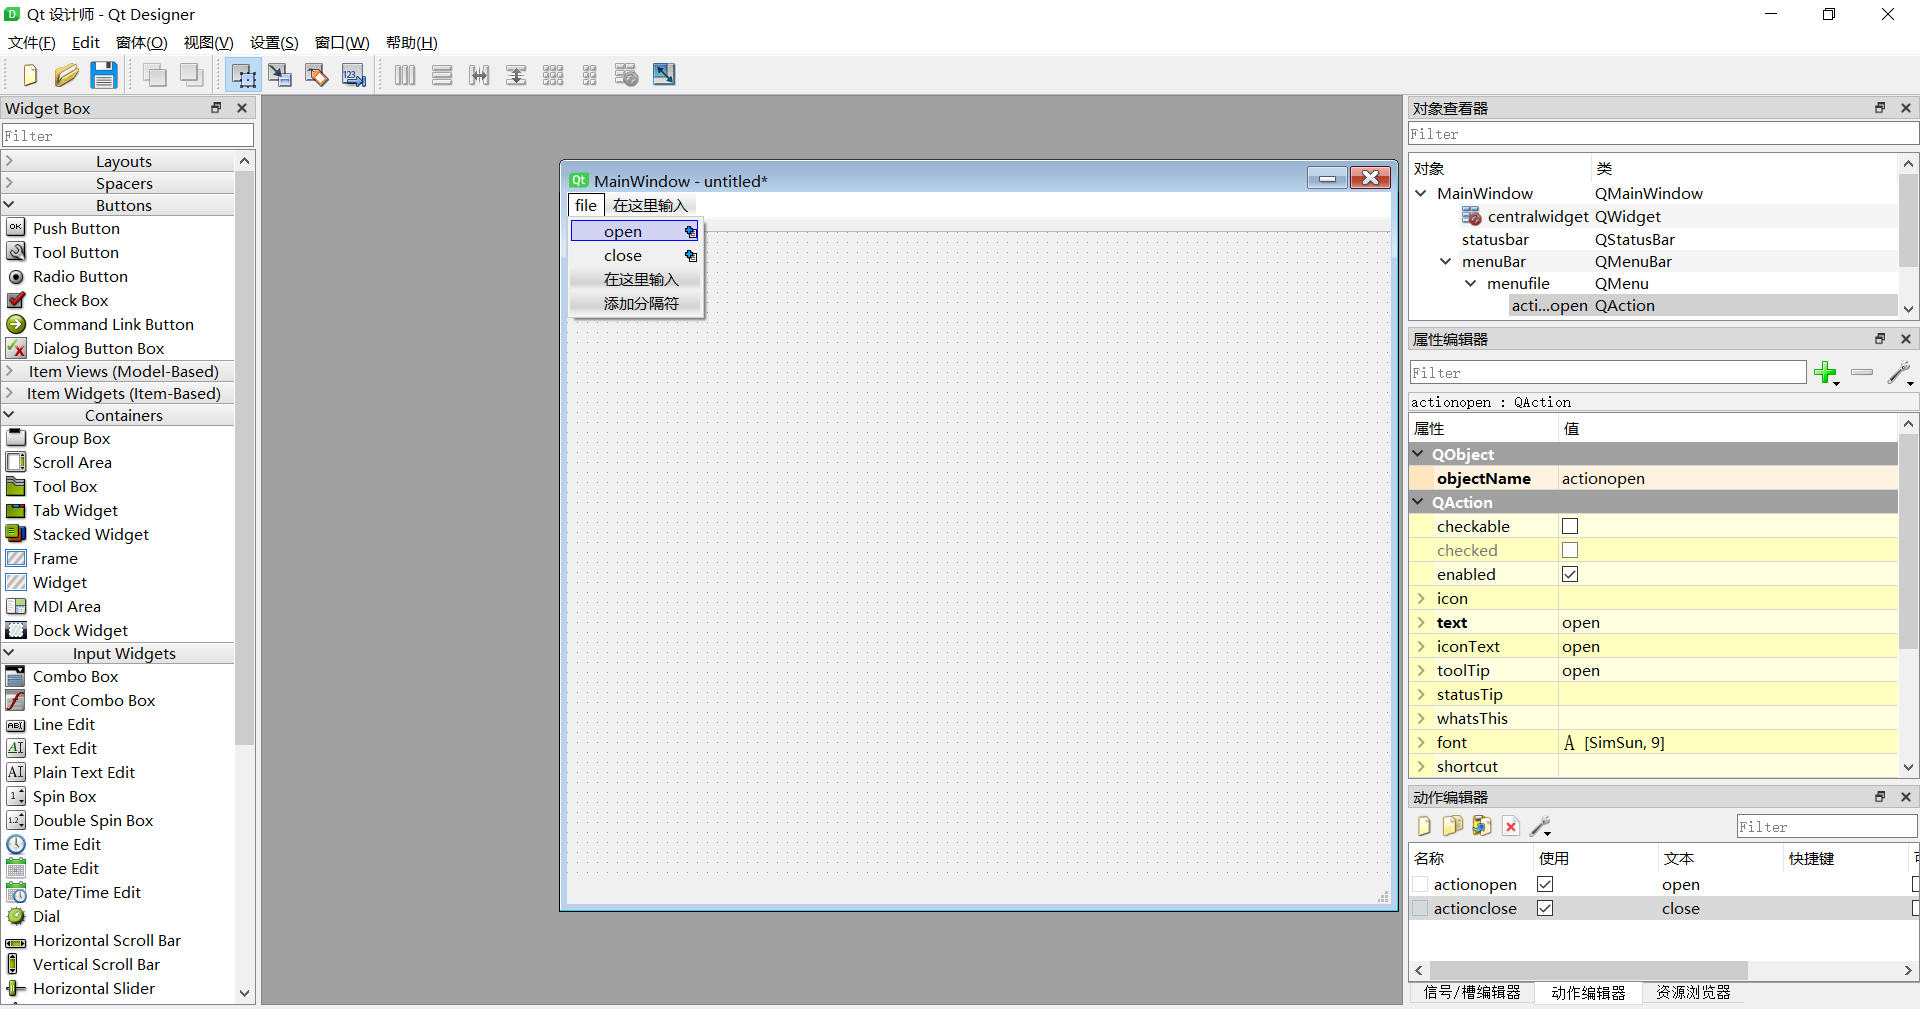 Qt 设计师 - Qt Designer
文件(F) Edit 窗体(O) 视图(V) 设置(S) 窗口(W) 帮助(H)
Widget Box
Filter
Layouts
Spacers
Buttons
Push Button
Tool Button
Radio Button
Check Box
Command Link Button
Dialog Button Box
Item Views (Model-Based)
Item Widgets (Item-Based)
Containers
Group Box
Scroll Area
Tool Box
Tab Widget
Stacked Widget
Frame
Widget
MDI Area
Dock Widget
Input Widgets
Combo Box
Font Combo Box
Line Edit
Text Edit
Plain Text Edit
Spin Box
Double Spin Box
Time Edit
Date Edit
Date/Time Edit
Dial
Horizontal Scroll Bar
Vertical Scroll Bar
Horizontal Slider
MainWindow - untitled*
file 在这里输入
open
close
在这里输入
添加分隔符
对象查看器
Filter
对象 类
MainWindow QMainWindow
centralwidget QWidget
statusbar QStatusBar
menuBar QMenuBar
menufile QMenu
acti...open QAction
属性编辑器
Filter
actionopen : QAction
属性 值
QObject
objectName actionopen
QAction
checkable
checked
enabled
icon
text open
iconText open
toolTip open
statusTip
whatsThis
font A [SimSun, 9]
shortcut
动作编辑器
Filter
名称 使用 文本 快捷键
actionopen open
actionclose close
信号/槽编辑器 动作编辑器 资源浏览器